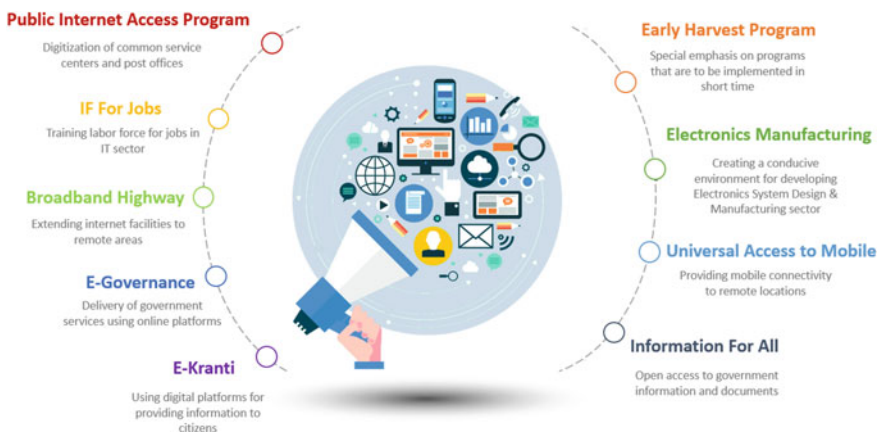 Public Internet Access Program
Digitization of common service
centers and post offices
IF For Jobs
Training labor force for jobs in
IT sector
Broadband Highway
Extending internet facilities to
remote areas
E-Governance
Delivery of government
services using online platforms
E-Kranti
Using digital platforms for
providing information to
citizens
Early Harvest Program
Special emphasis on programs
that are to be implemented in
short time
Electronics Manufacturing
Creating a conducive
environment for developing
Electronics System Design &
Manufacturing sector
Universal Access to Mobile
Providing mobile connectivity
to remote locations
Information For All
Open access to government
information and documents